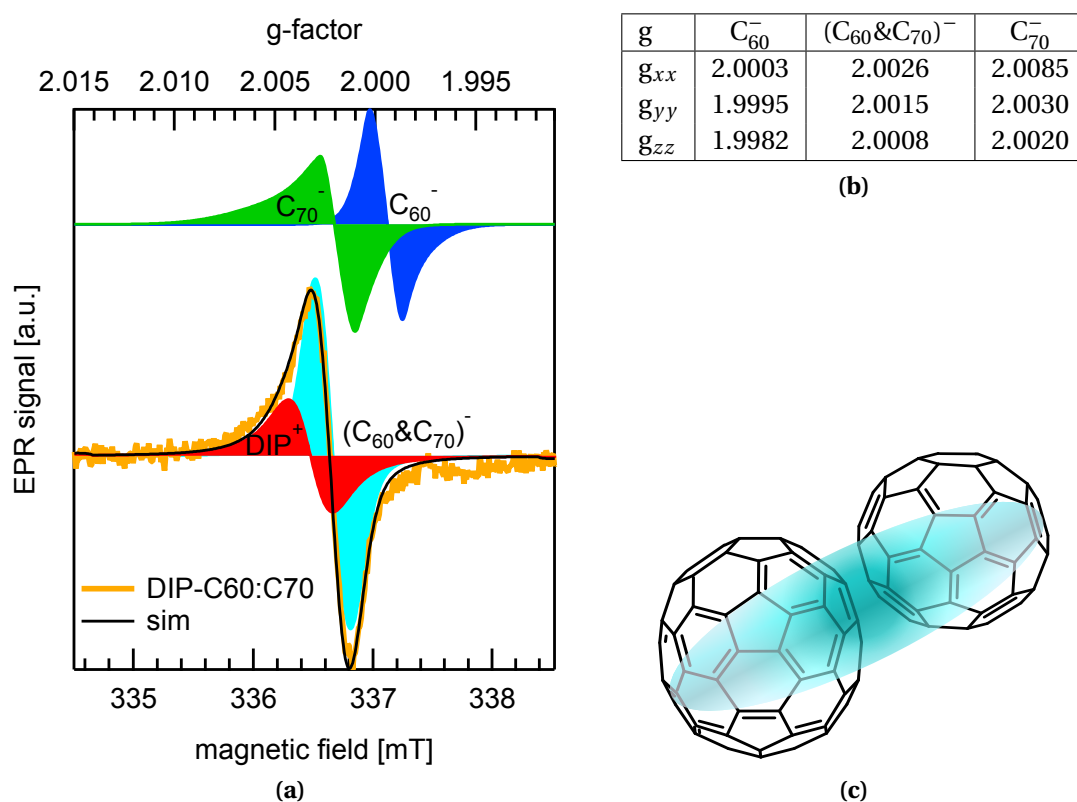 g-factor
2.015 2.010 2.005 2.000 1.995
C₇₀⁻ C₆₀⁻
EPR signal [a.u.]
DIP⁺ (C₆₀&C₇₀)⁻
DIP-C60:C70
sim
335 336 337 338
magnetic field [mT]
(a)
g C₆₀⁻ (C₆₀&C₇₀)⁻ C₇₀⁻
gₓₓ 2.0003 2.0026 2.0085
g_yy 1.9995 2.0015 2.0030
g_zz 1.9982 2.0008 2.0020
(b)
(c)